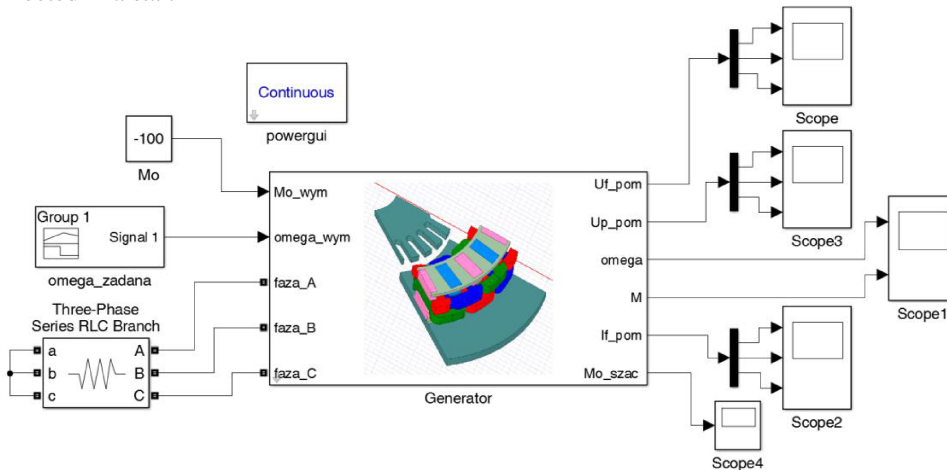 Continuous
powergui
-100
Mo
Group 1
Signal 1
omega_zadana
Three-Phase
Series RLC Branch
a
b
c
A
B
C
Mo_wym
omega_wym
faza_A
faza_B
faza_C
Generator
Uf_pom
Up_pom
omega
M
If_pom
Mo_szac
Scope
Scope3
Scope1
Scope2
Scope4